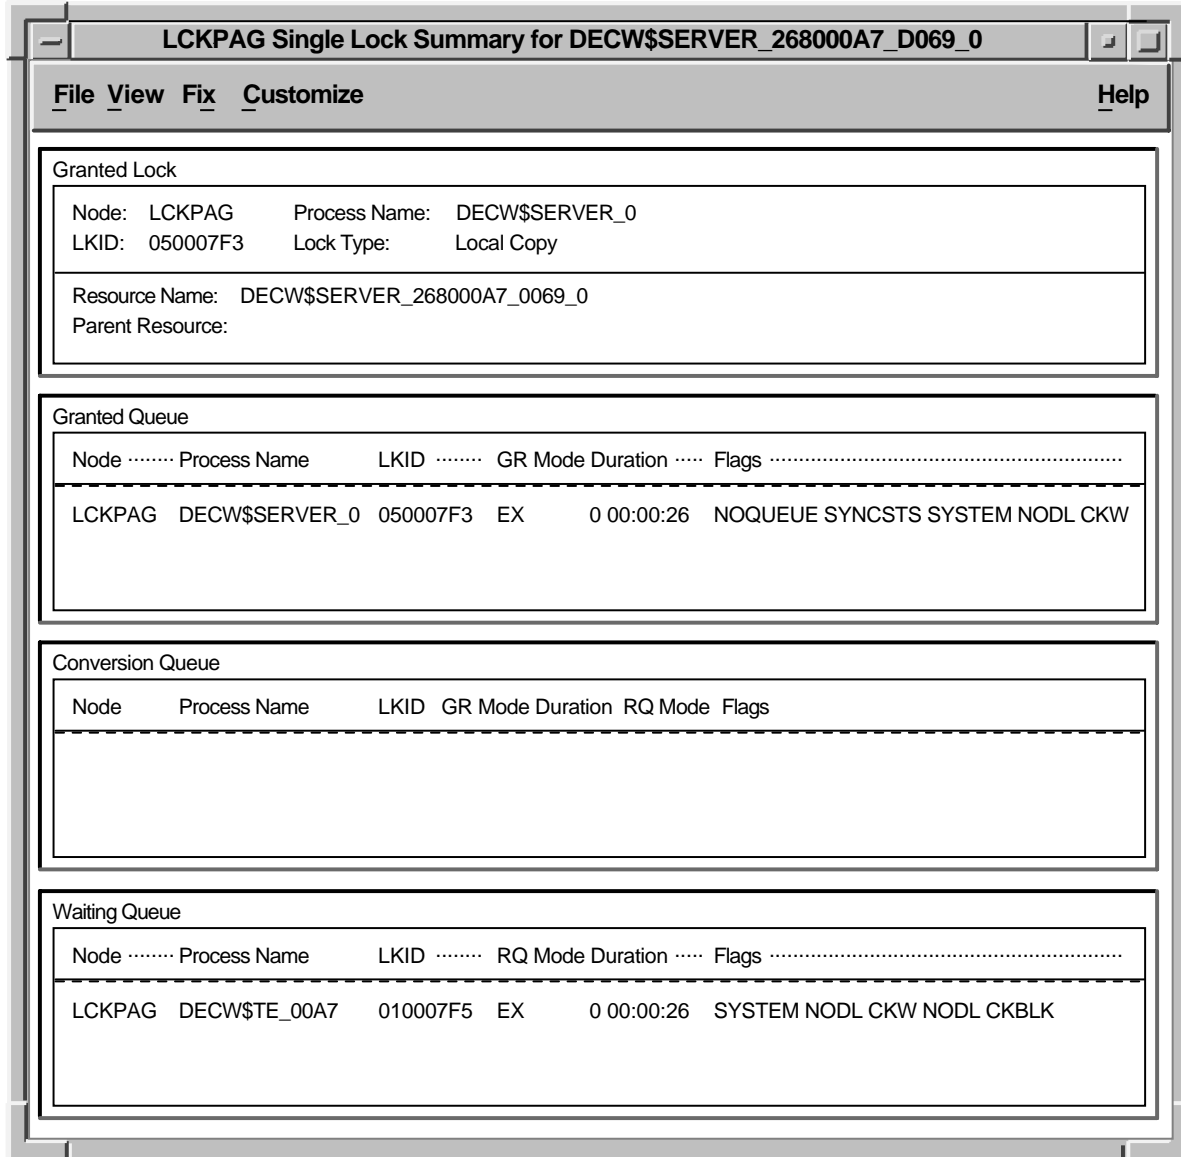 LCKPAG Single Lock Summary for DECW$SERVER_268000A7_D069_0
File View Fix Customize Help
Granted Lock
Node: LCKPAG Process Name: DECW$SERVER_0
LKID: 050007F3 Lock Type: Local Copy
Resource Name: DECW$SERVER_268000A7_0069_0
Parent Resource:
Granted Queue
Node ........ Process Name LKID ........ GR Mode Duration ..... Flags ............................................................
LCKPAG DECW$SERVER_0 050007F3 EX 0 00:00:26 NOQUEUE SYNCSTS SYSTEM NODL CKW
Conversion Queue
Node Process Name LKID GR Mode Duration RQ Mode Flags
Waiting Queue
Node ........ Process Name LKID ........ RQ Mode Duration ..... Flags ............................................................
LCKPAG DECW$TE_00A7 010007F5 EX 0 00:00:26 SYSTEM NODL CKW NODL CKBLK